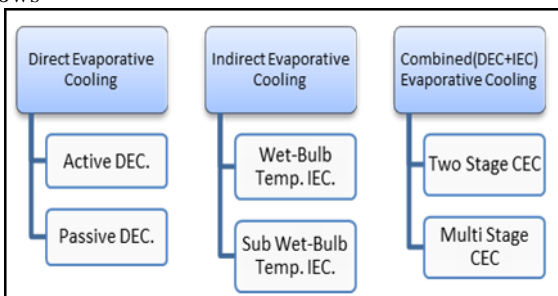 Direct Evaporative
Cooling
Active DEC.
Passive DEC.
Indirect Evaporative
Cooling
Wet-Bulb
Temp. IEC.
Sub Wet-Bulb
Temp. IEC.
Combined(DEC+IEC)
Evaporative Cooling
Two Stage CEC
Multi Stage
CEC